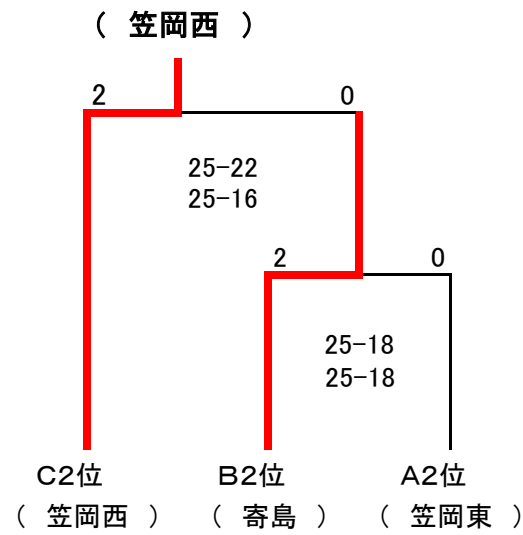 （ 笠岡西 ）
2 0
25-22
25-16
2 0
25-18
25-18
C2位 B2位 A2位
（ 笠岡西 ） （ 寄島 ） （ 笠岡東 ）